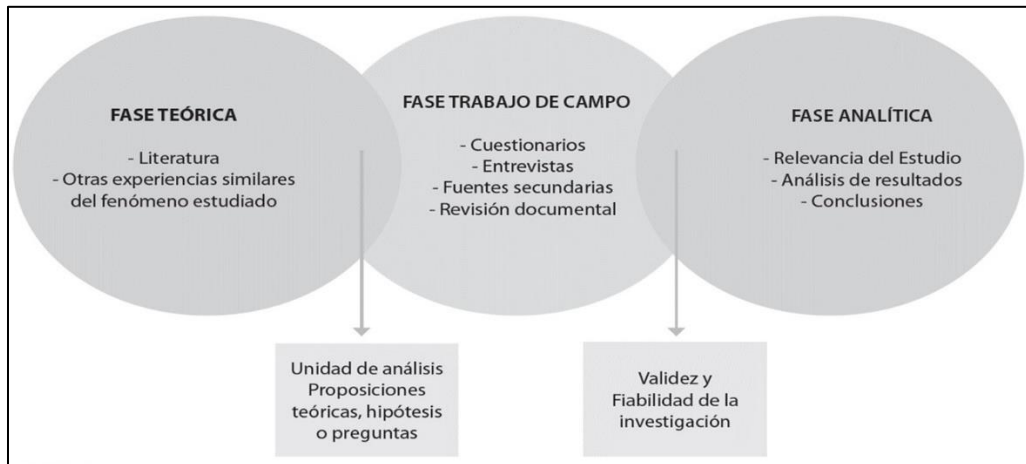 FASE TEÓRICA
- Literatura
- Otras experiencias similares
del fenómeno estudiado
FASE TRABAJO DE CAMPO
- Cuestionarios
- Entrevistas
- Fuentes secundarias
- Revisión documental
FASE ANALÍTICA
- Relevancia del Estudio
- Análisis de resultados
- Conclusiones
Unidad de análisis
Proposiciones
teóricas, hipótesis
o preguntas
Validez y
Fiabilidad de la
investigación